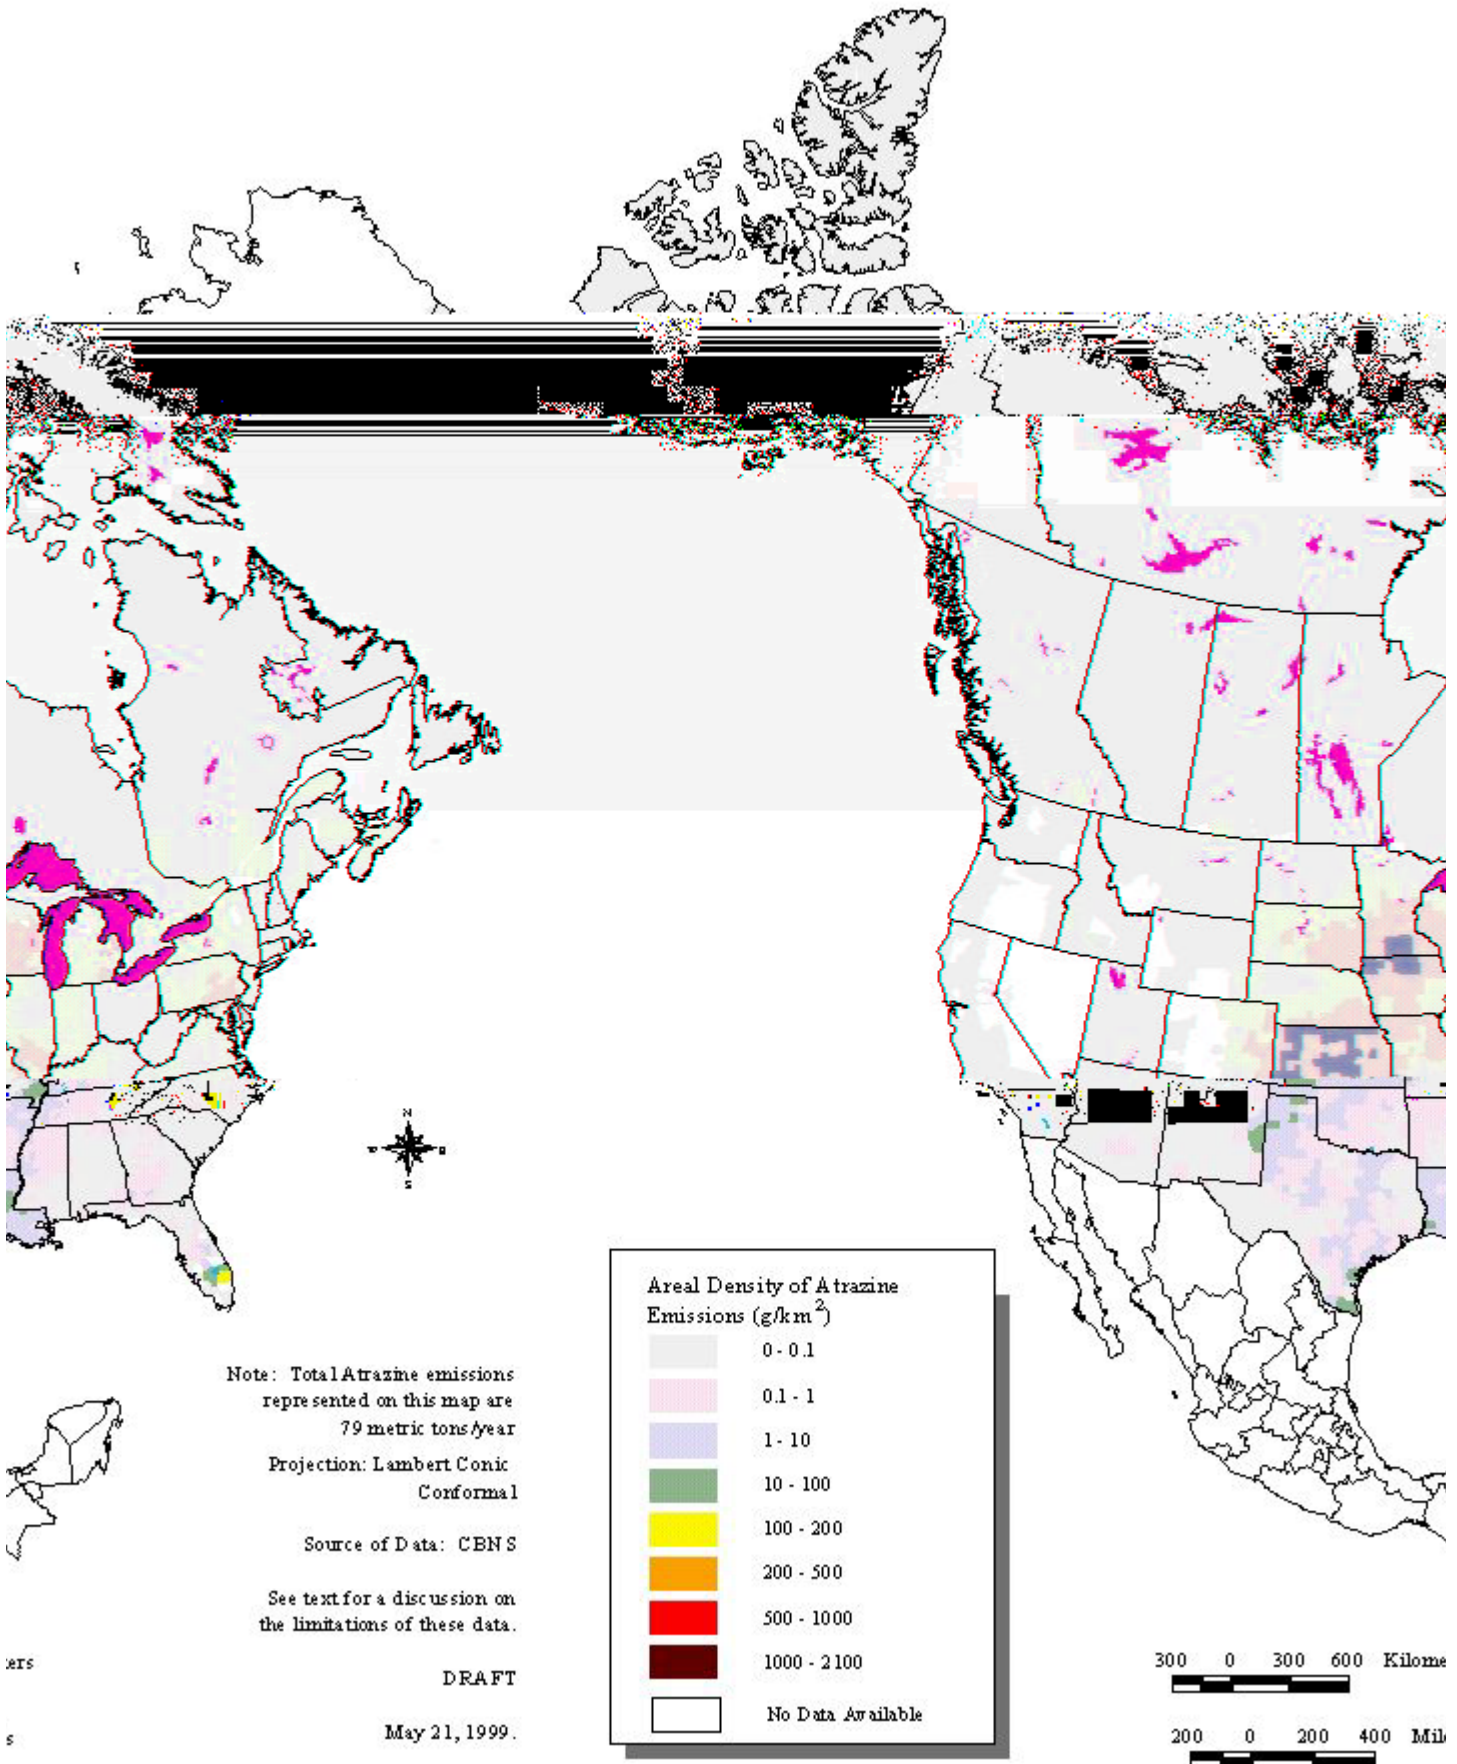 N
S
Areal Density of Atrazine
Emissions (g/km²)
0 - 0.1
0.1 - 1
1 - 10
10 - 100
100 - 200
200 - 500
500 - 1000
1000 - 2100
No Data Available
Note: Total Atrazine emissions
represented on this map are
79 metric tons/year
Projection: Lambert Conic
Conformal
Source of Data: CBNS
See text for a discussion on
the limitations of these data.
DRAFT
May 21, 1999.
ers
s
300 0 300 600 Kilome
200 0 200 400 Mil